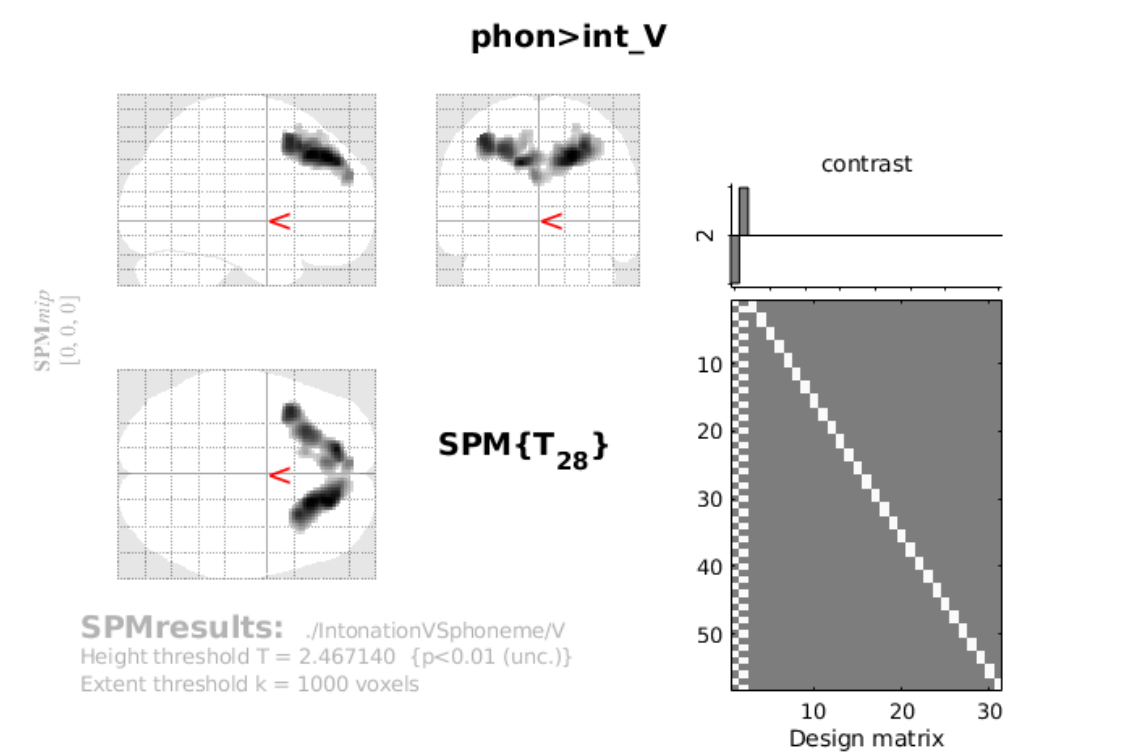 phon>int_V
contrast
2
<
<
SPMmip
[0, 0, 0]
<
SPM{T28}
10
20
30
40
50
10 20 30
Design matrix
SPMresults: ./IntonationVSphoneme/V
Height threshold T = 2.467140 {p<0.01 (unc.)}
Extent threshold k = 1000 voxels